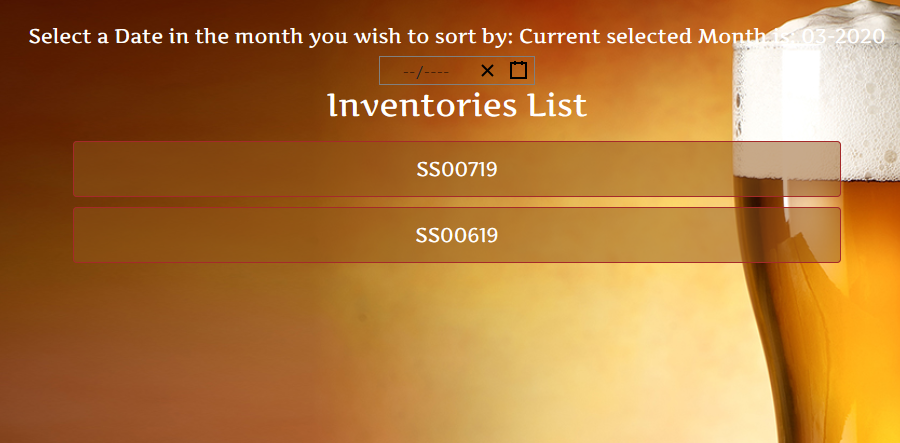 Select a Date in the month you wish to sort by: Current selected Month is: 03-2020
--/----
Inventories List
SS00719
SS00619